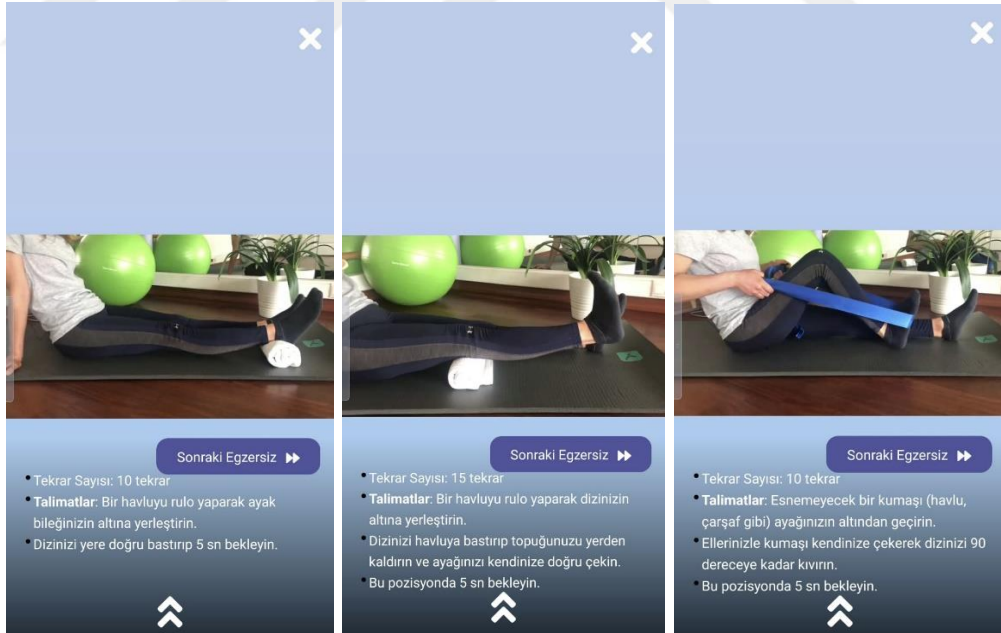 Sonraki Egzersiz
Tekrar Sayısı: 10 tekrar
Talimatlar: Bir havluyu rulo yaparak ayak
bileğinizin altına yerleştirin.
Dizinizi yere doğru bastırıp 5 sn bekleyin.
Sonraki Egzersiz
Tekrar Sayısı: 15 tekrar
Talimatlar: Bir havluyu rulo yaparak dizinizin
altına yerleştirin.
Dizinizi havluya bastırıp topuğunuzu yerden
kaldırın ve ayağınızı kendinize doğru çekin.
Bu pozisyonda 5 sn bekleyin.
Sonraki Egzersiz
Tekrar Sayısı: 10 tekrar
Talimatlar: Esnemeyecek bir kumaşı (havlu,
çarşaf gibi) ayağınızın altından geçirin.
Ellerinizle kumaşı kendinize çekerek dizinizi 90
dereceye kadar kıvırın.
Bu pozisyonda 5 sn bekleyin.